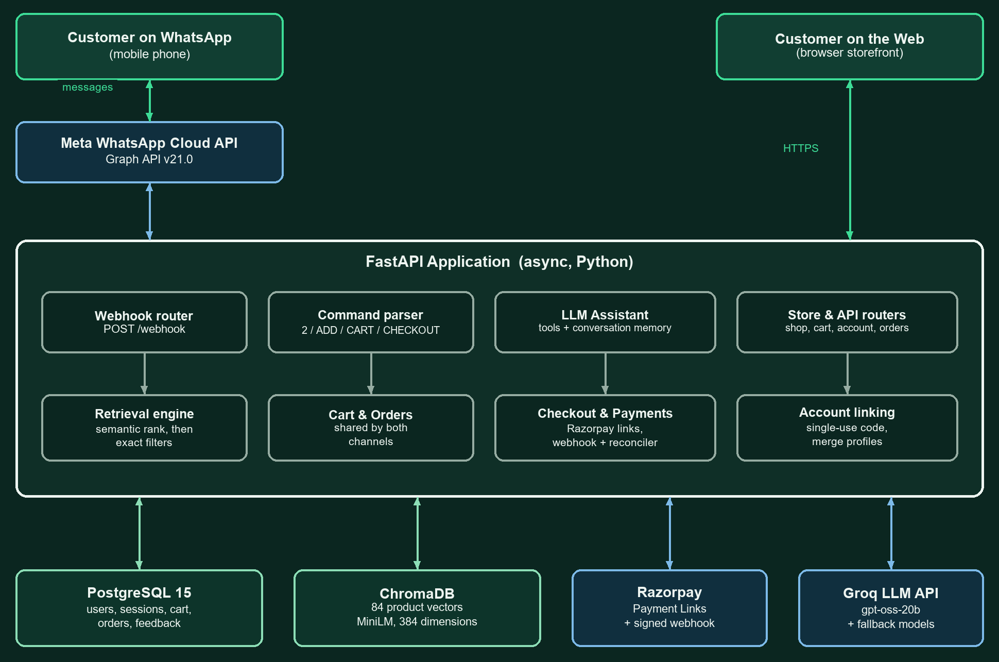 Customer on WhatsApp
(mobile phone)
Customer on the Web
(browser storefront)
messages
Meta WhatsApp Cloud API
Graph API v21.0
HTTPS
FastAPI Application (async, Python)
Webhook router
POST /webhook
Command parser
2 / ADD / CART / CHECKOUT
LLM Assistant
tools + conversation memory
Store & API routers
shop, cart, account, orders
Retrieval engine
semantic rank, then
exact filters
Cart & Orders
shared by both
channels
Checkout & Payments
Razorpay links,
webhook + reconciler
Account linking
single-use code,
merge profiles
PostgreSQL 15
users, sessions, cart,
orders, feedback
ChromaDB
84 product vectors
MiniLM, 384 dimensions
Razorpay
Payment Links
+ signed webhook
Groq LLM API
gpt-oss-20b
+ fallback models